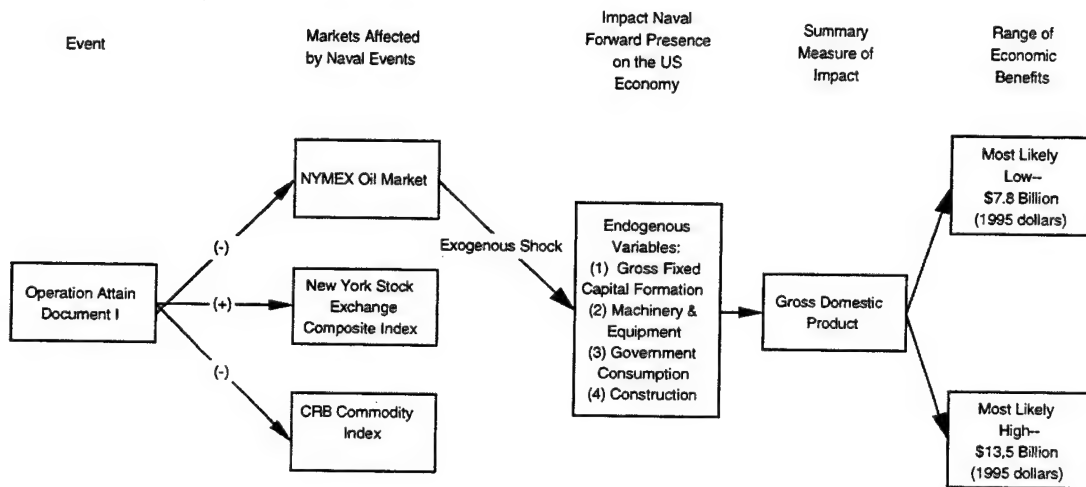 Event
Markets Affected
by Naval Events
Impact Naval
Forward Presence
on the US
Economy
Summary
Measure of
Impact
Range of
Economic
Benefits
Operation Attain
Document I
(-)
(+)
(-)
NYMEX Oil Market
New York Stock
Exchange
Composite Index
CRB Commodity
Index
Exogenous Shock
Endogenous
Variables:
(1) Gross Fixed
Capital Formation
(2) Machinery &
Equipment
(3) Government
Consumption
(4) Construction
Gross Domestic
Product
Most Likely
Low--
$7.8 Billion
(1995 dollars)
Most Likely
High--
$13,5 Billion
(1995 dollars)